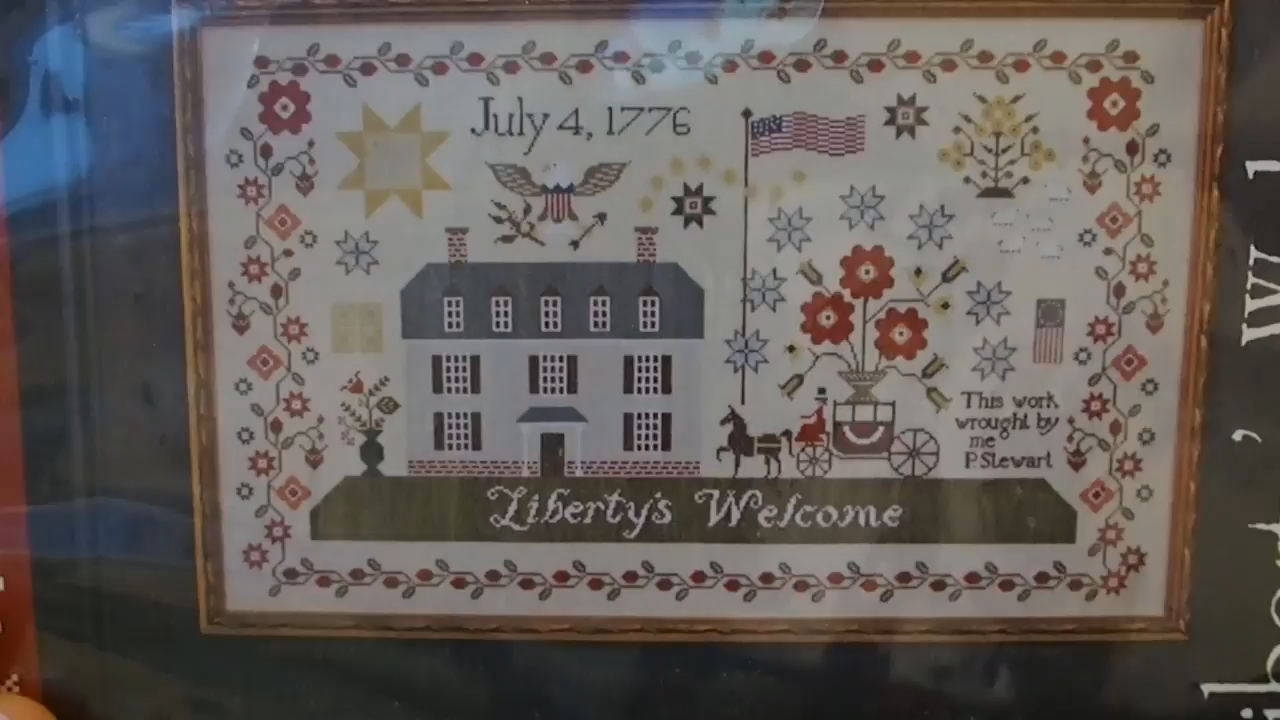 July 4, 1776
This work
wrought by
me
P. Stewart
Liberty's Welcome